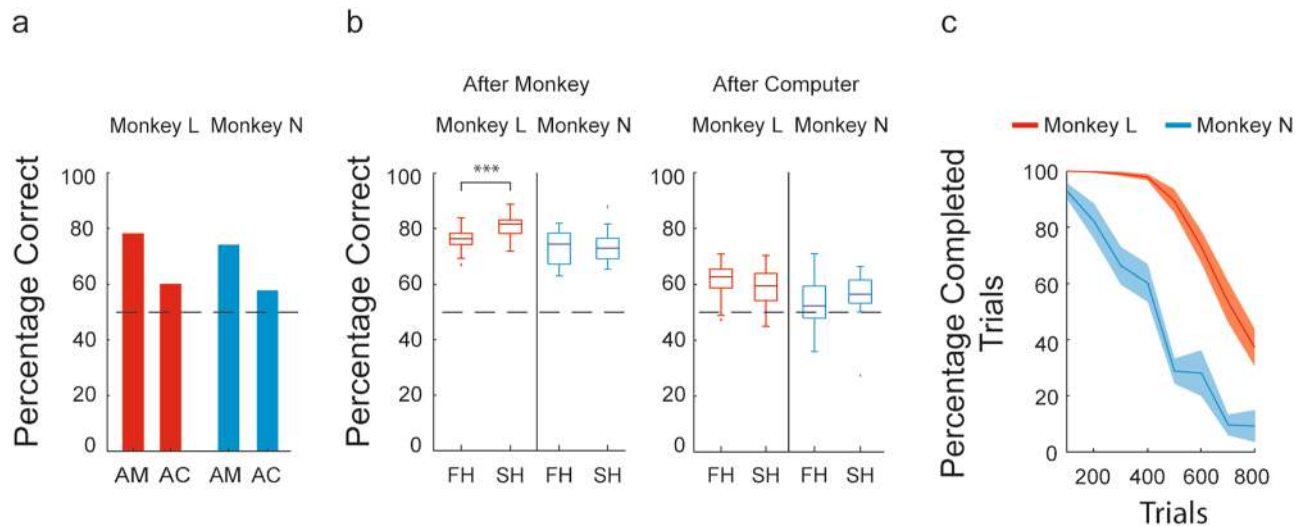 a
b
c
After Monkey
After Computer
Monkey L Monkey N
Monkey L Monkey N
Monkey L Monkey N
Monkey L Monkey N
Percentage Correct
100
80
60
40
20
0
AM AC AM AC
Percentage Correct
100
80
60
40
20
0
***
FH SH FH SH
100
80
60
40
20
0
FH SH FH SH
Percentage Completed
Trials
100
80
60
40
20
0
200 400 600 800
Trials